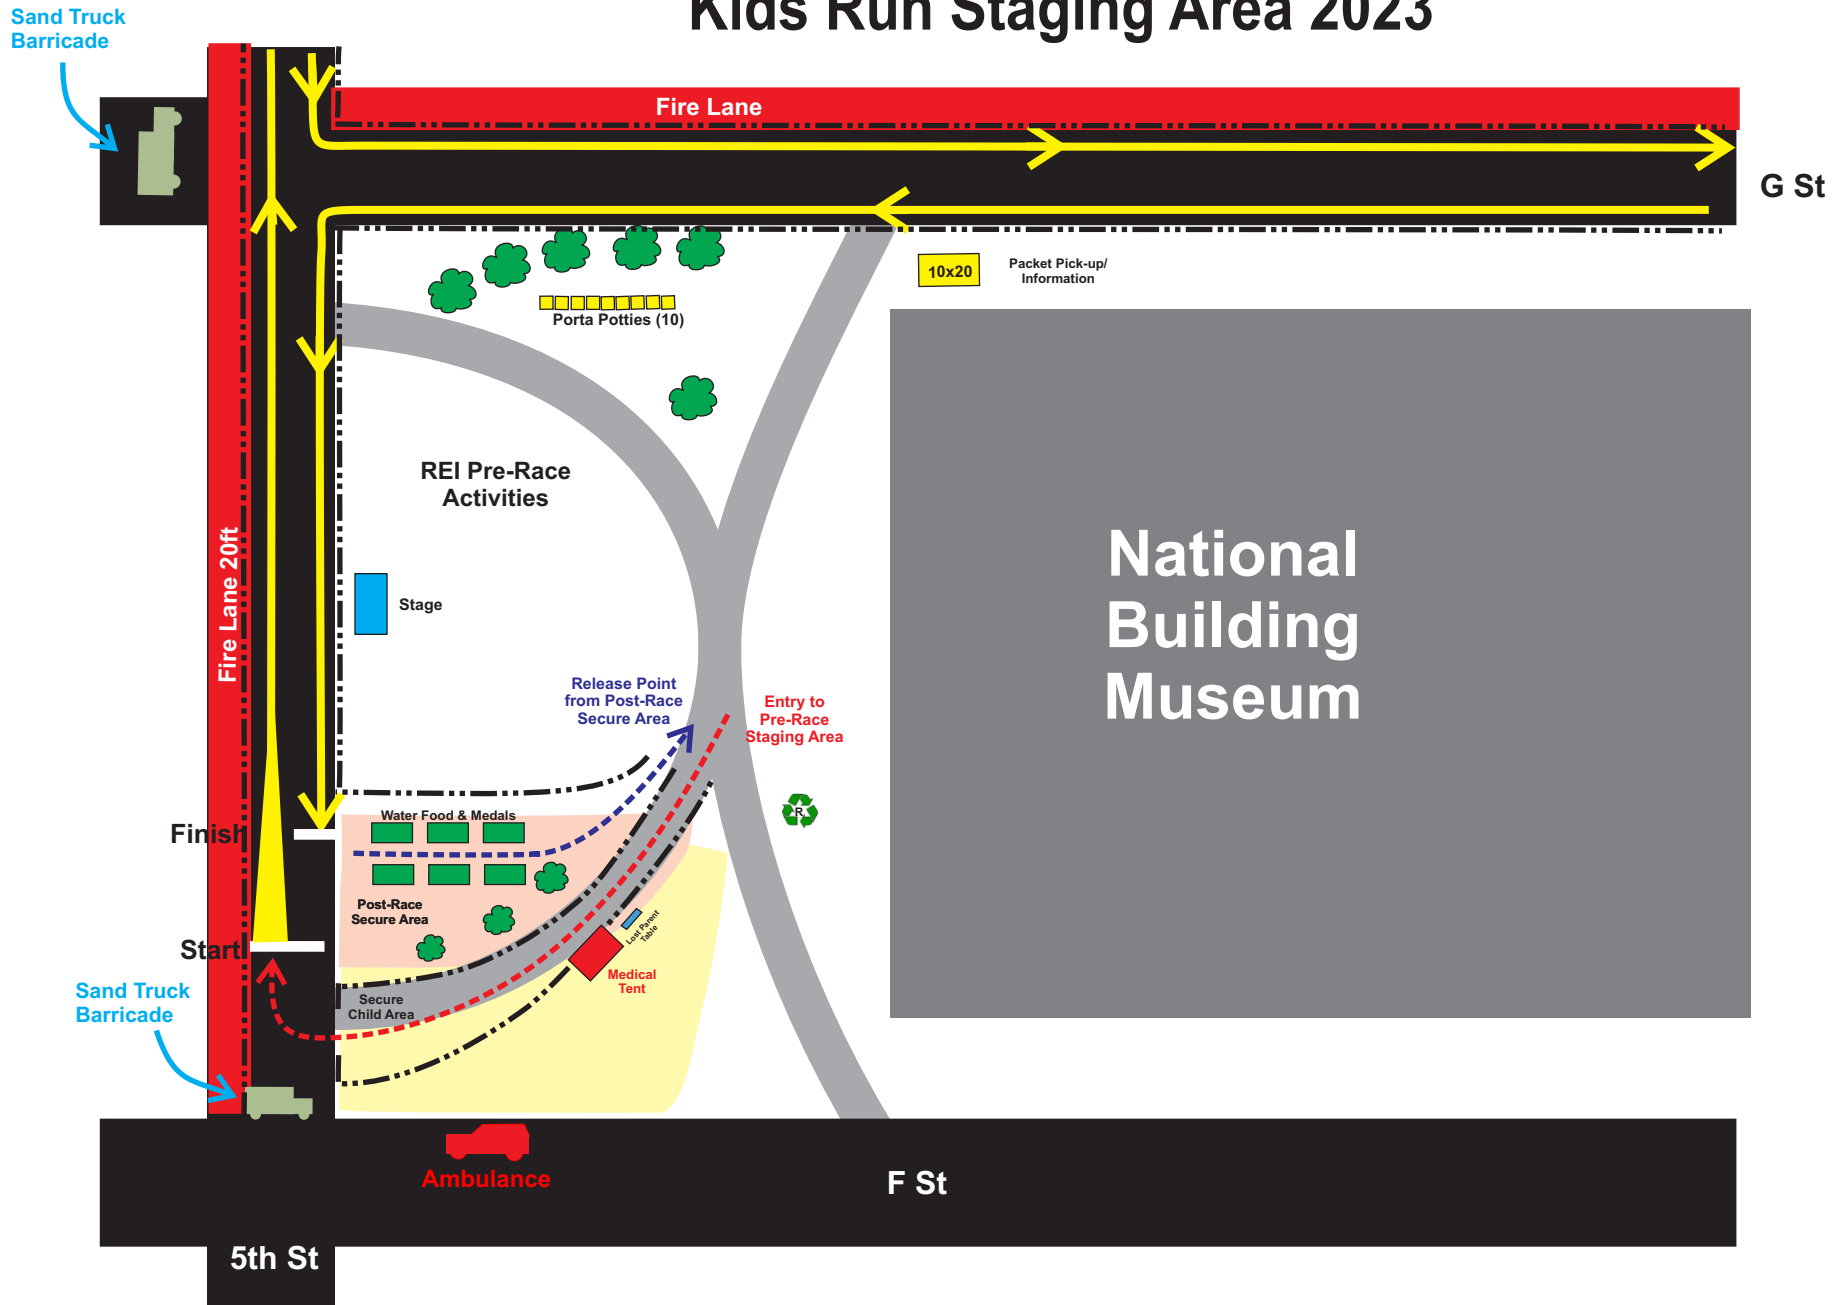 Kids Run Staging Area 2023
Sand Truck
Barricade
Fire Lane
G St
10x20
Packet Pick-up/
Information
Porta Potties (10)
REI Pre-Race
Activities
National
Building
Museum
Fire Lane 20ft
Stage
Release Point
from Post-Race
Secure Area
Entry to
Pre-Race
Staging Area
R
Water Food & Medals
Finish
Post-Race
Secure Area
Lost Parent
Table
Start
Medical
Tent
Secure
Child Area
Sand Truck
Barricade
Ambulance
F St
5th St